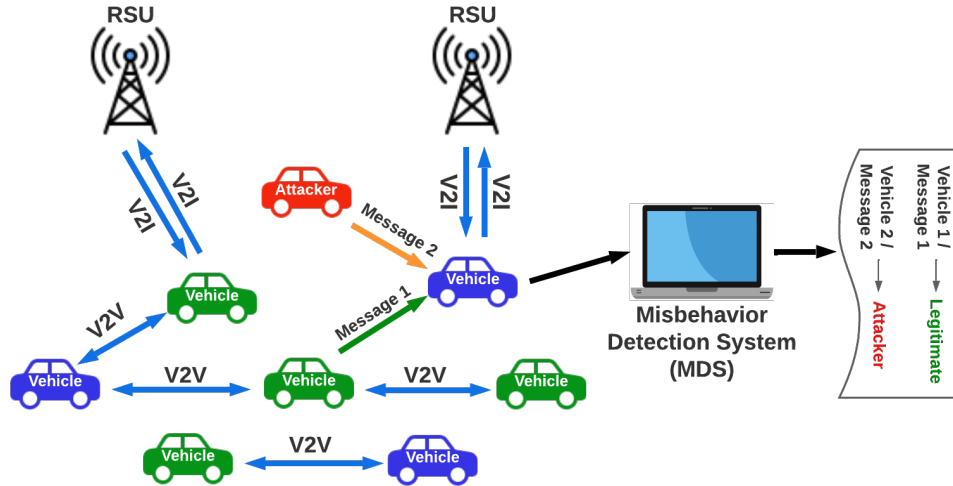 RSU
RSU
V2I
V2I
V2I
V2I
Attacker
Message 2
Vehicle
Vehicle
Message 1
V2V
Misbehavior
Detection System
(MDS)
Vehicle 1 /
Message 1
Legitimate
Vehicle 2 /
Message 2
Attacker
Vehicle
V2V
Vehicle
V2V
Vehicle
Vehicle
V2V
Vehicle